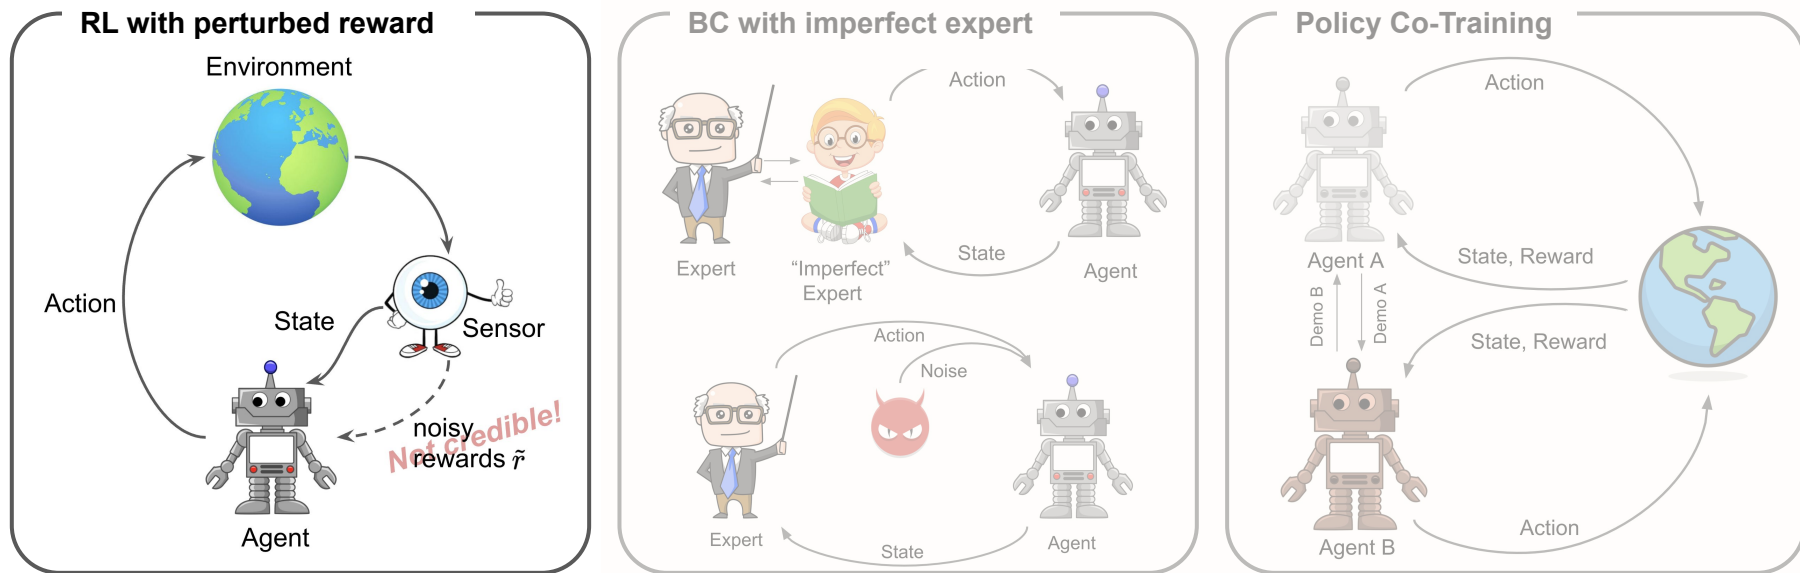 RL with perturbed reward
Environment
Action
State
Sensor
noisy
rewards r̃
Not credible!
Agent
BC with imperfect expert
Action
State
Expert
“Imperfect”
Expert
Agent
Action
Noise
Expert
State
Agent
Policy Co-Training
Action
Agent A
State, Reward
Demo B
Demo A
State, Reward
Agent B
Action